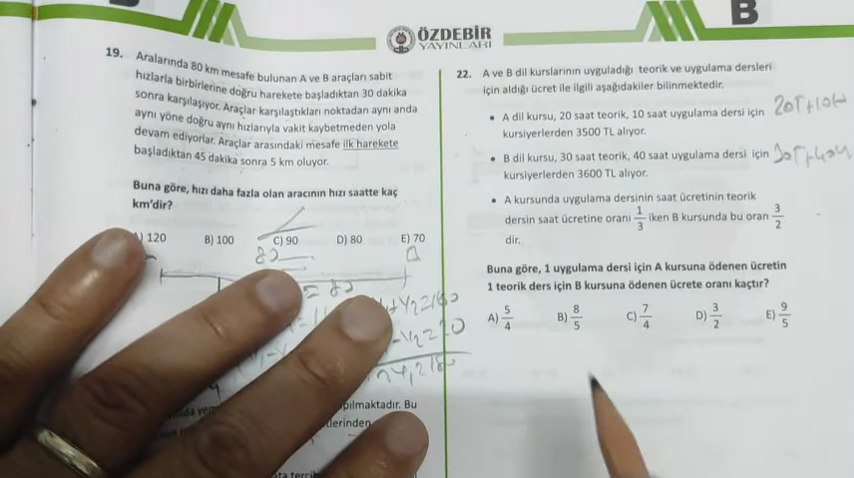 B
ÖZDEBİR
YAYINLARI
19. Aralarında 80 km mesafe bulunan A ve B araçları sabit
hızlarla birbirlerine doğru harekete başladıktan 30 dakika
sonra karşılaşıyor. Araçlar karşılaştıkları noktadan aynı anda
aynı yöne doğru aynı hızlarıyla vakit kaybetmeden yola
devam ediyorlar. Araçlar arasındaki mesafe ilk harekete
başladıktan 45 dakika sonra 5 km oluyor.
Buna göre, hızı daha fazla olan aracının hızı saatte kaç
km'dir?
A) 120 B) 100 C) 90 D) 80 E) 70
80
= 80
+V2=160
-V2=20
pılmaktadır. Bu
22. A ve B dil kurslarının uyguladığı teorik ve uygulama dersleri
için aldığı ücret ile ilgili aşağıdakiler bilinmektedir.
• A dil kursu, 20 saat teorik, 10 saat uygulama dersi için 20T+10u
kursiyerlerden 3500 TL alıyor.
• B dil kursu, 30 saat teorik, 40 saat uygulama dersi için 30T+40u
kursiyerlerden 3600 TL alıyor.
• A kursunda uygulama dersinin saat ücretinin teorik
dersin saat ücretine oranı 1/3 iken B kursunda bu oran 3/2
dir.
Buna göre, 1 uygulama dersi için A kursuna ödenen ücretin
1 teorik ders için B kursuna ödenen ücrete oranı kaçtır?
A) 5/4 B) 8/5 C) 7/4 D) 3/2 E) 9/5